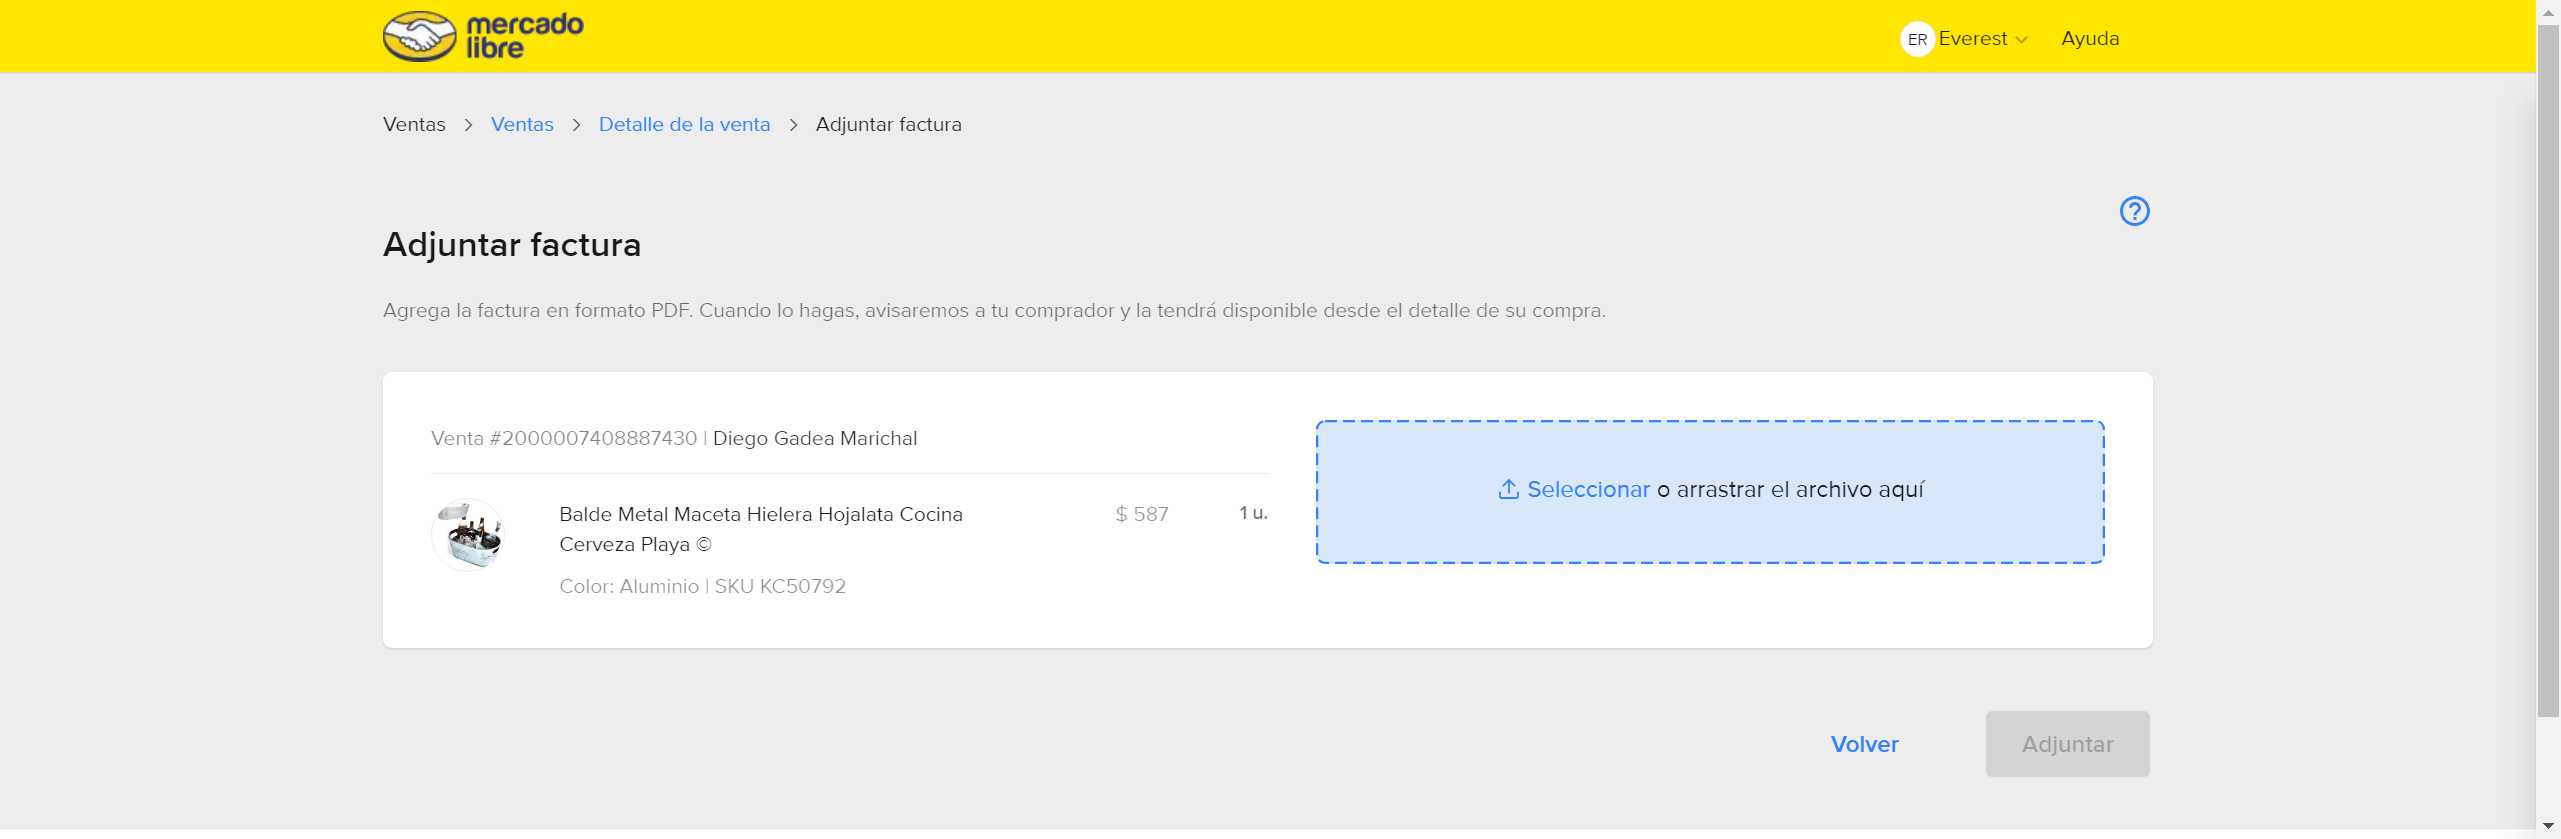 mercado
libre
ER Everest
Ayuda
Ventas > Ventas > Detalle de la venta > Adjuntar factura
Adjuntar factura
Agrega la factura en formato PDF. Cuando lo hagas, avisaremos a tu comprador y la tendrá disponible desde el detalle de su compra.
Venta #2000007408887430 | Diego Gadea Marichal
Balde Metal Maceta Hielera Hojalata Cocina
Cerveza Playa ©
$ 587
1 u.
Color: Aluminio | SKU KC50792
Seleccionar o arrastrar el archivo aquí
Volver
Adjuntar